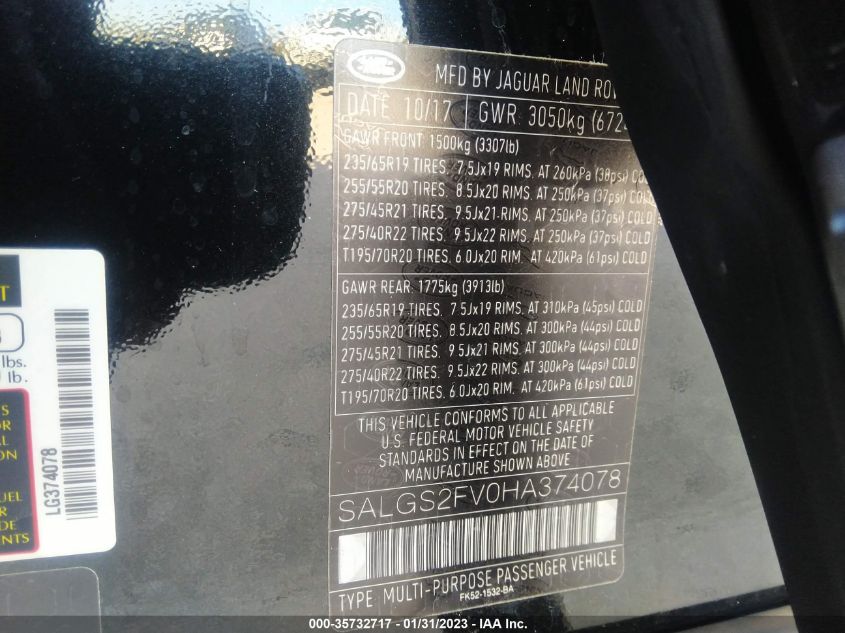 MFD BY JAGUAR LAND
DATE 10/17 GWR 3050kg
GAWR FRONT 1500kg (3307lb)
235/65R19 TIRES. 7.5Jx19 RIMS. AT 260kPa (38psi) CO
255/55R20 TIRES. 8.5Jx20 RIMS. AT 250kPa (37psi) COLD
275/45R21 TIRES. 9.5Jx21 RIMS. AT 250kPa (37psi) COLD
275/40R22 TIRES. 9.5Jx22 RIMS. AT 250kPa (37psi) COLD
T195/70R20 TIRES. 6.0Jx20 RIM. AT 420kPa (61psi) COLD
GAWR REAR. 1775kg (3913lb)
235/65R19 TIRES. 7.5Jx19 RIMS. AT 310kPa (45psi) COLD
255/55R20 TIRES. 8.5Jx20 RIMS. AT 300kPa (44psi) COLD
275/45R21 TIRES. 9.5Jx21 RIMS. AT 300kPa (44psi) COLD
275/40R22 TIRES. 9.5Jx22 RIMS. AT 300kPa (44psi) COLD
T195/70R20 TIRES. 6.0Jx20 RIM. AT 420kPa (61psi) COLD
THIS VEHICLE CONFORMS TO ALL APPLICABLE
U.S. FEDERAL MOTOR VEHICLE SAFETY
STANDARDS IN EFFECT ON THE DATE OF
MANUFACTURE SHOWN ABOVE
SALGS2FV0HA374078
TYPE MULTI-PURPOSE PASSENGER VEHICLE
FK52-1532-BA
lbs.
lb.
UEL
DE
ENTS
LG374078
000-35732717 - 01/31/2023 - IAAI.